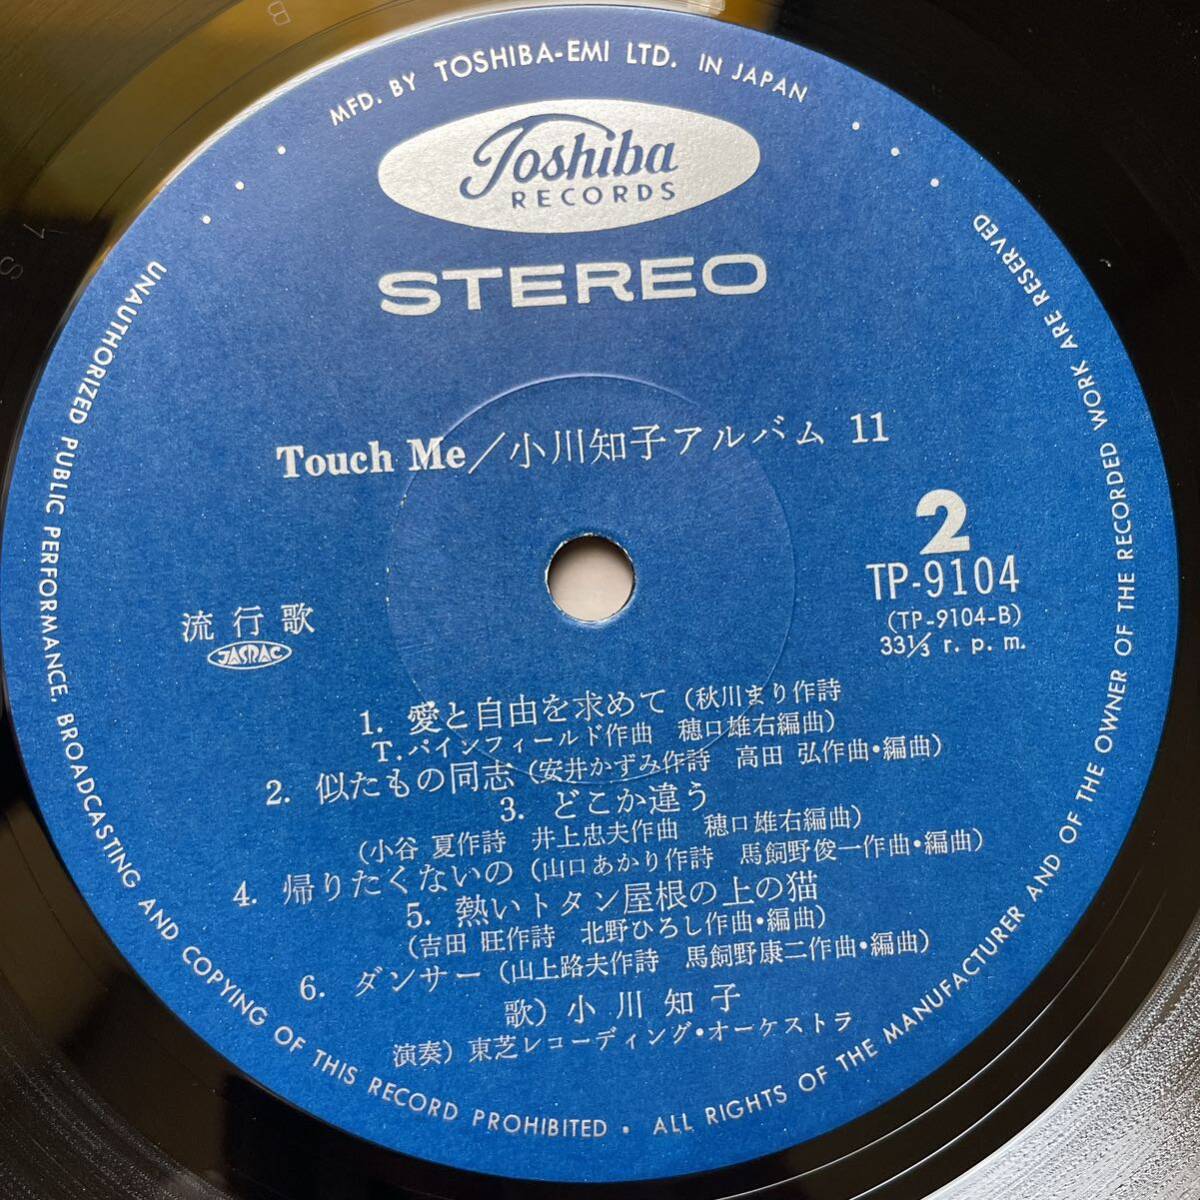 MFD. BY TOSHIBA-EMI LTD. IN JAPAN
Toshiba
RECORDS
STEREO
Touch Me／小川知子アルバム 11
2
TP-9104
(TP-9104-B)
33⅓ r.p.m.
流行歌
JASRAC
1. 愛と自由を求めて (秋川まり作詩
T.パインフィールド作曲 穂口雄右編曲)
2. 似たもの同志 (安井かずみ作詩 高田 弘作曲・編曲)
3. どこか違う
(小谷 夏作詩 井上忠夫作曲 穂口雄右編曲)
4. 帰りたくないの (山口あかり作詩 馬飼野俊一作曲・編曲)
5. 熱いトタン屋根の上の猫
(吉田 旺作詩 北野ひろし作曲・編曲)
6. ダンサー (山上路夫作詩 馬飼野康二作曲・編曲)
歌) 小川知子
演奏) 東芝レコーディング・オーケストラ
UNAUTHORIZED PUBLIC PERFORMANCE, BROADCASTING AND COPYING OF THIS RECORD PROHIBITED • ALL RIGHTS OF THE MANUFACTURER AND OF THE OWNER OF THE RECORDED WORK ARE RESERVED